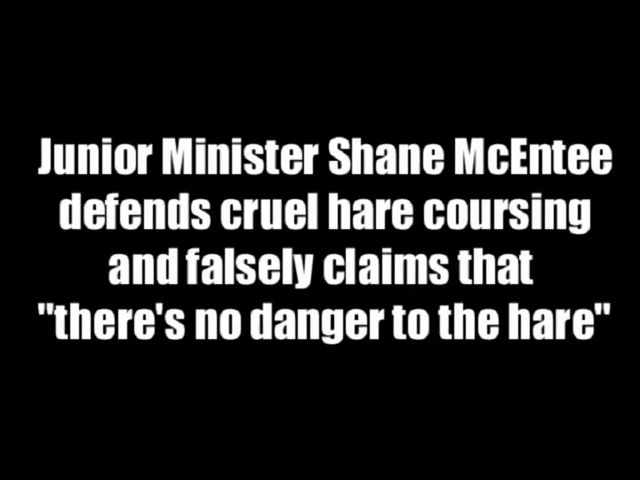 Junior Minister Shane McEntee
defends cruel hare coursing
and falsely claims that
"there's no danger to the hare"